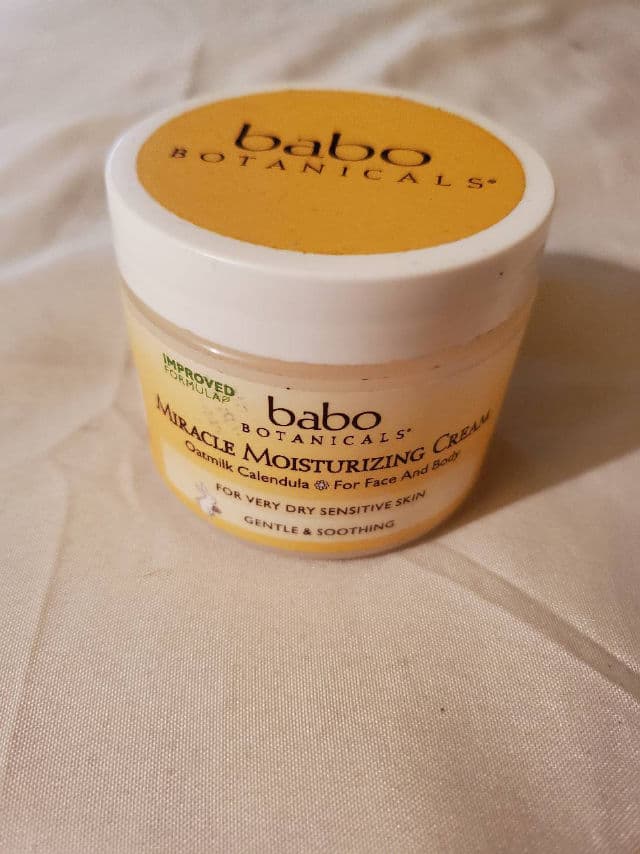 babo
BOTANICALS®
IMPROVED
FORMULA
babo
BOTANICALS®
MIRACLE MOISTURIZING CREAM
Oatmilk Calendula For Face And Body
FOR VERY DRY SENSITIVE SKIN
GENTLE & SOOTHING